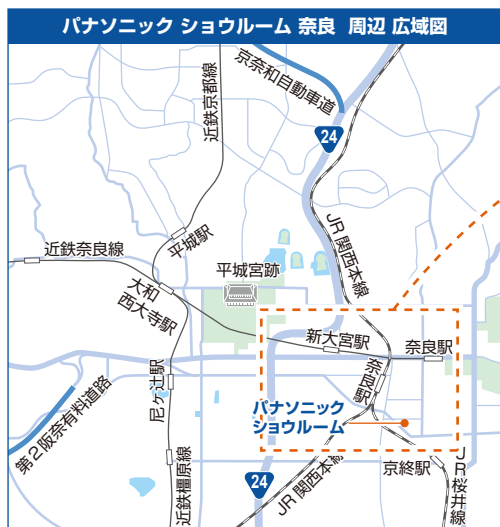 パナソニック ショウルーム 奈良 周辺 広域図
京奈和自動車道
近鉄京都線
24
JR関西本線
平城駅
近鉄奈良線
平城宮跡
大和
西大寺駅
新大宮駅
奈良駅
奈良駅
尼ヶ辻駅
パナソニック
ショウルーム
第2阪奈有料道路
京終駅
JR桜井線
近鉄橿原線
24
JR関西本線